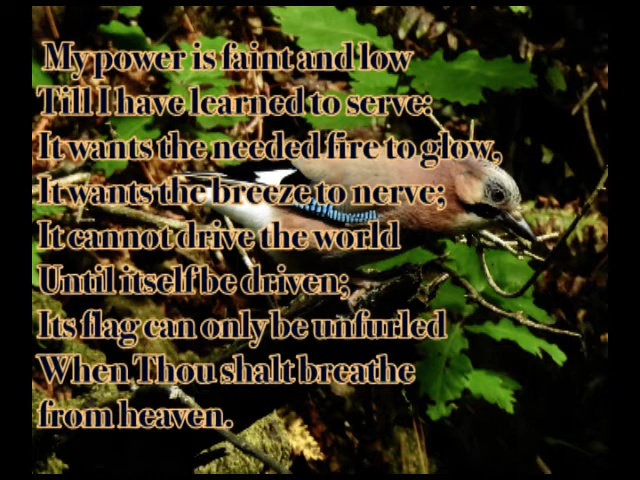 My power is faint and low
Till I have learned to serve:
It wants the needed fire to glow,
It wants the breeze to nerve;
It cannot drive the world
Until itself be driven;
Its flag can only be unfurled
When Thou shalt breathe
from heaven.